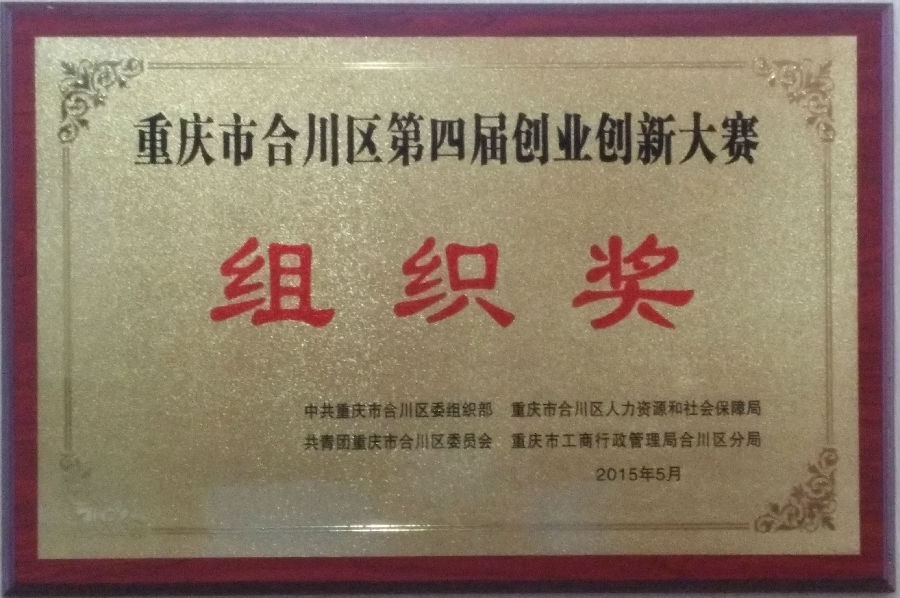 重庆市合川区第四届创业创新大赛
组织奖
中共重庆市合川区委组织部 重庆市合川区人力资源和社会保障局
共青团重庆市合川区委员会 重庆市工商行政管理局合川区分局
2015年5月